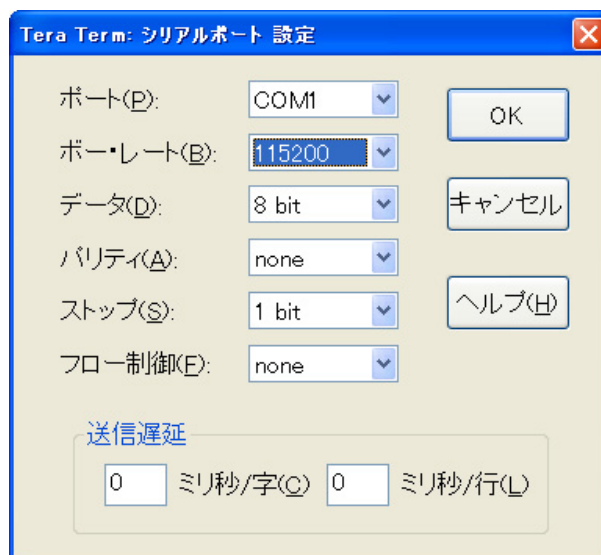 Tera Term: シリアルポート 設定
ポート(P): COM1
OK
ボー・レート(B): 115200
データ(D): 8 bit
キャンセル
パリティ(A): none
ストップ(S): 1 bit
ヘルプ(H)
フロー制御(F): none
送信遅延
0 ミリ秒/字(C) 0 ミリ秒/行(L)